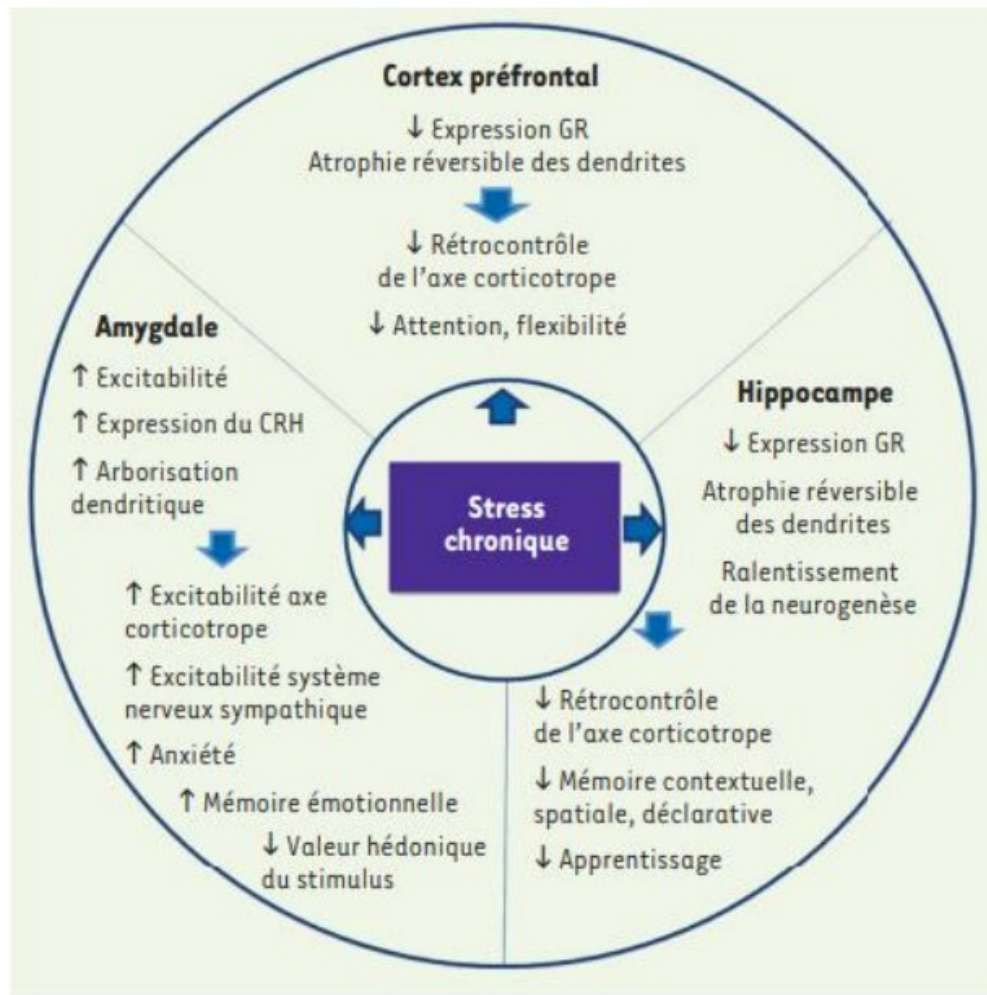 Cortex préfrontal
↓ Expression GR
Atrophie réversible des dendrites
↓ Rétrocontrôle
de l'axe corticotrope
↓ Attention, flexibilité
Amygdale
↑ Excitabilité
↑ Expression du CRH
↑ Arborisation
dendritique
↑ Excitabilité axe
corticotrope
↑ Excitabilité système
nerveux sympathique
↑ Anxiété
↑ Mémoire émotionnelle
↓ Valeur hédonique
du stimulus
Stress
chronique
Hippocampe
↓ Expression GR
Atrophie réversible
des dendrites
Ralentissement
de la neurogenèse
↓ Rétrocontrôle
de l'axe corticotrope
↓ Mémoire contextuelle,
spatiale, déclarative
↓ Apprentissage